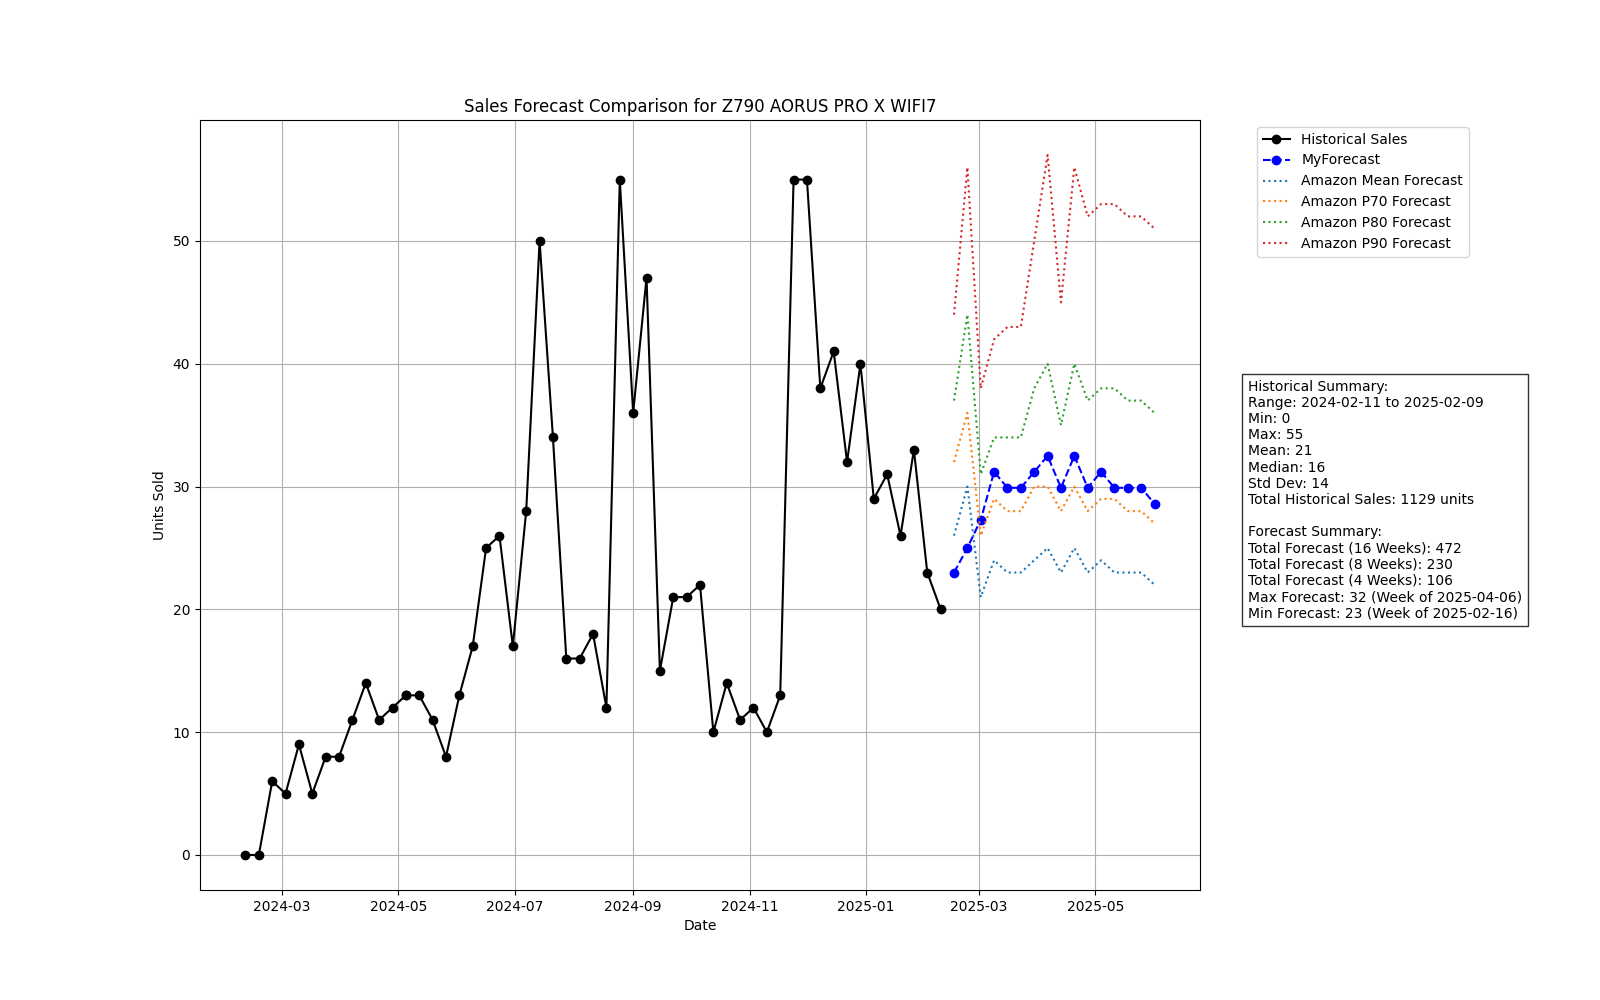 Sales Forecast Comparison for Z790 AORUS PRO X WIFI7
Units Sold
50
40
30
20
10
0
2024-03 2024-05 2024-07 2024-09 2024-11 2025-01 2025-03 2025-05
Date
Historical Sales
MyForecast
Amazon Mean Forecast
Amazon P70 Forecast
Amazon P80 Forecast
Amazon P90 Forecast
Historical Summary:
Range: 2024-02-11 to 2025-02-09
Min: 0
Max: 55
Mean: 21
Median: 16
Std Dev: 14
Total Historical Sales: 1129 units
Forecast Summary:
Total Forecast (16 Weeks): 472
Total Forecast (8 Weeks): 230
Total Forecast (4 Weeks): 106
Max Forecast: 32 (Week of 2025-04-06)
Min Forecast: 23 (Week of 2025-02-16)